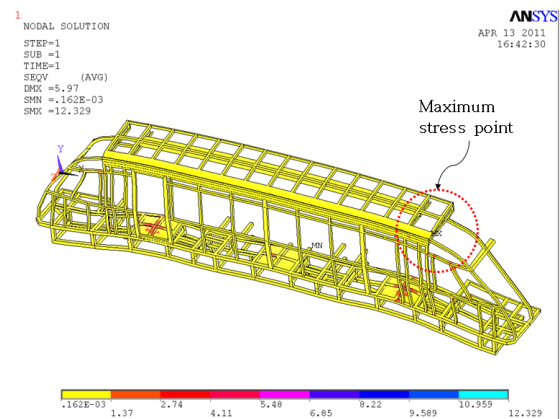 1
NODAL SOLUTION
STEP=1
SUB =1
TIME=1
SEQV (AVG)
DMX =5.97
SMN =.162E-03
SMX =12.329
ANSYS
APR 13 2011
16:42:30
Maximum
stress point
Y
MN
.162E-03 2.74 5.48 8.22 10.959
1.37 4.11 6.85 9.589 12.329